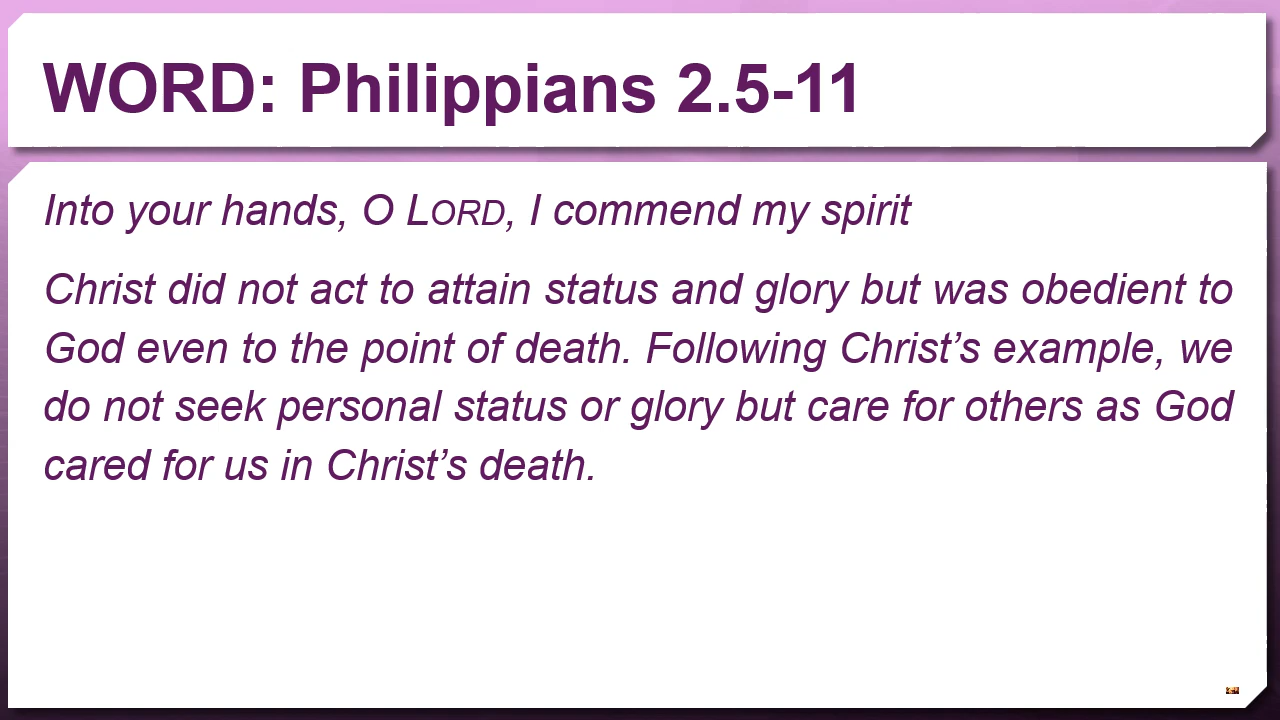 WORD: Philippians 2.5-11
Into your hands, O LORD, I commend my spirit
Christ did not act to attain status and glory but was obedient to
God even to the point of death. Following Christ’s example, we
do not seek personal status or glory but care for others as God
cared for us in Christ’s death.